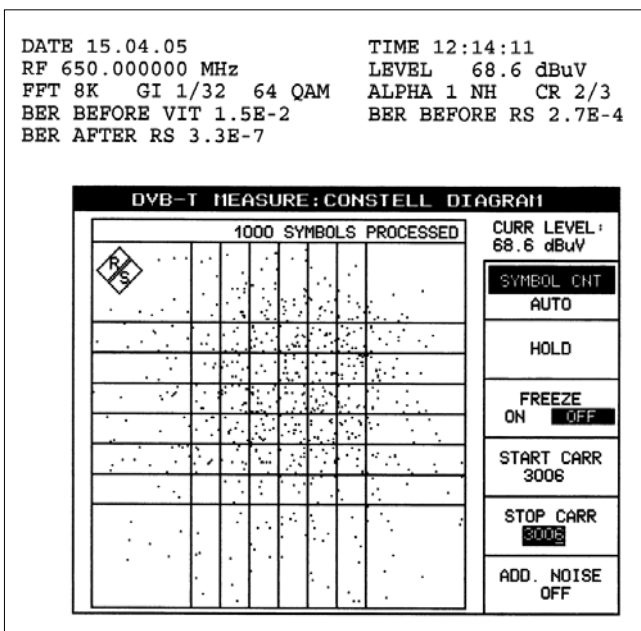 DATE 15.04.05 TIME 12:14:11
RF 650.000000 MHz LEVEL 68.6 dBuV
FFT 8K GI 1/32 64 QAM ALPHA 1 NH CR 2/3
BER BEFORE VIT 1.5E-2 BER BEFORE RS 2.7E-4
BER AFTER RS 3.3E-7
DVB-T MEASURE:CONSTELL DIAGRAM
1000 SYMBOLS PROCESSED
R/S
CURR LEVEL:
68.6 dBuV
SYMBOL CNT
AUTO
HOLD
FREEZE
ON OFF
START CARR
3006
STOP CARR
3006
ADD. NOISE
OFF